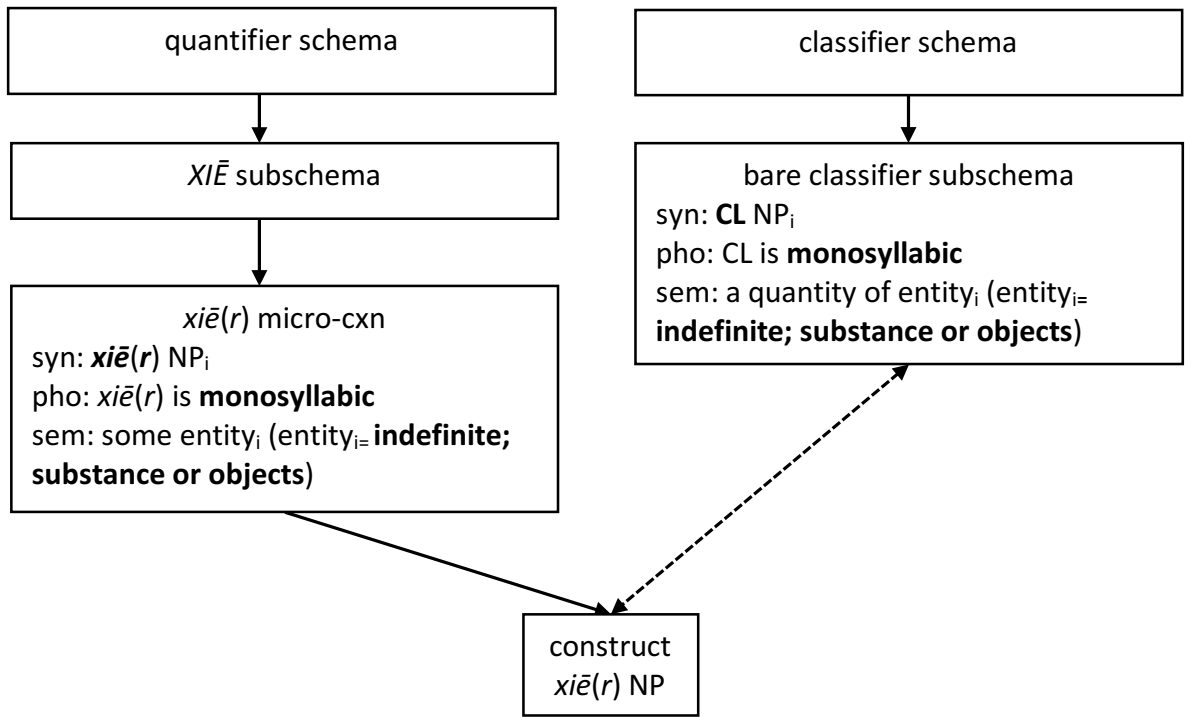 quantifier schema
XIĒ subschema
xiē(r) micro-cxn
syn: xiē(r) NPi
pho: xiē(r) is monosyllabic
sem: some entityi (entityi= indefinite;
substance or objects)
classifier schema
bare classifier subschema
syn: CL NPi
pho: CL is monosyllabic
sem: a quantity of entityi (entityi=
indefinite; substance or objects)
construct
xiē(r) NP